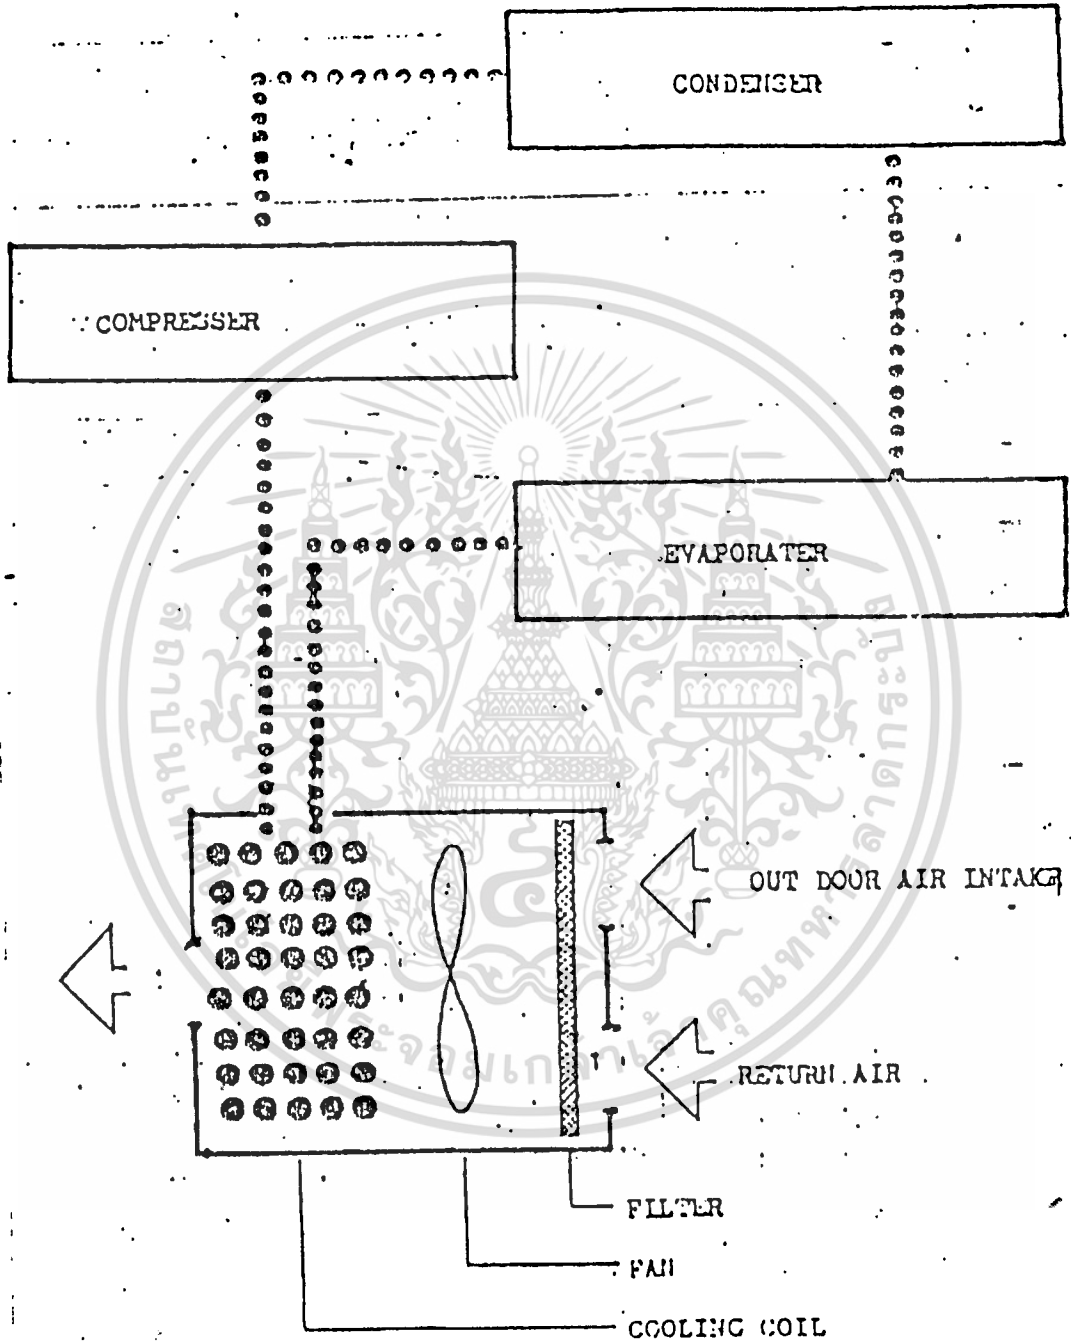 CONDENSER
COMPRESSER
EVAPORATER
OUT DOOR AIR INTAKE
RETURN AIR
FILTER
FAN
COOLING COIL